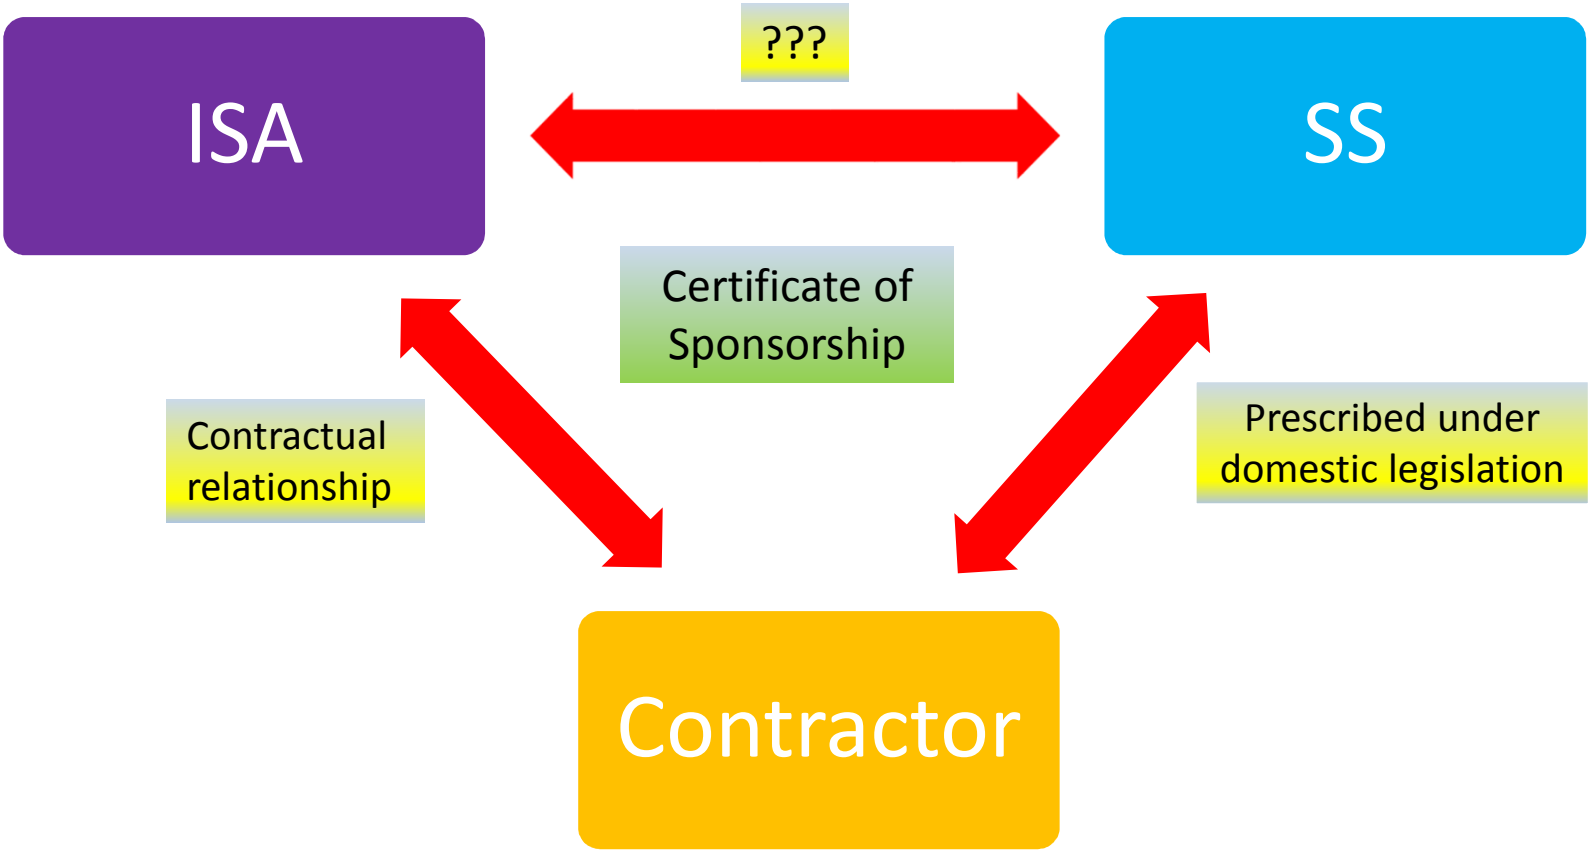 ???
ISA
SS
Certificate of
Sponsorship
Contractual
relationship
Prescribed under
domestic legislation
Contractor